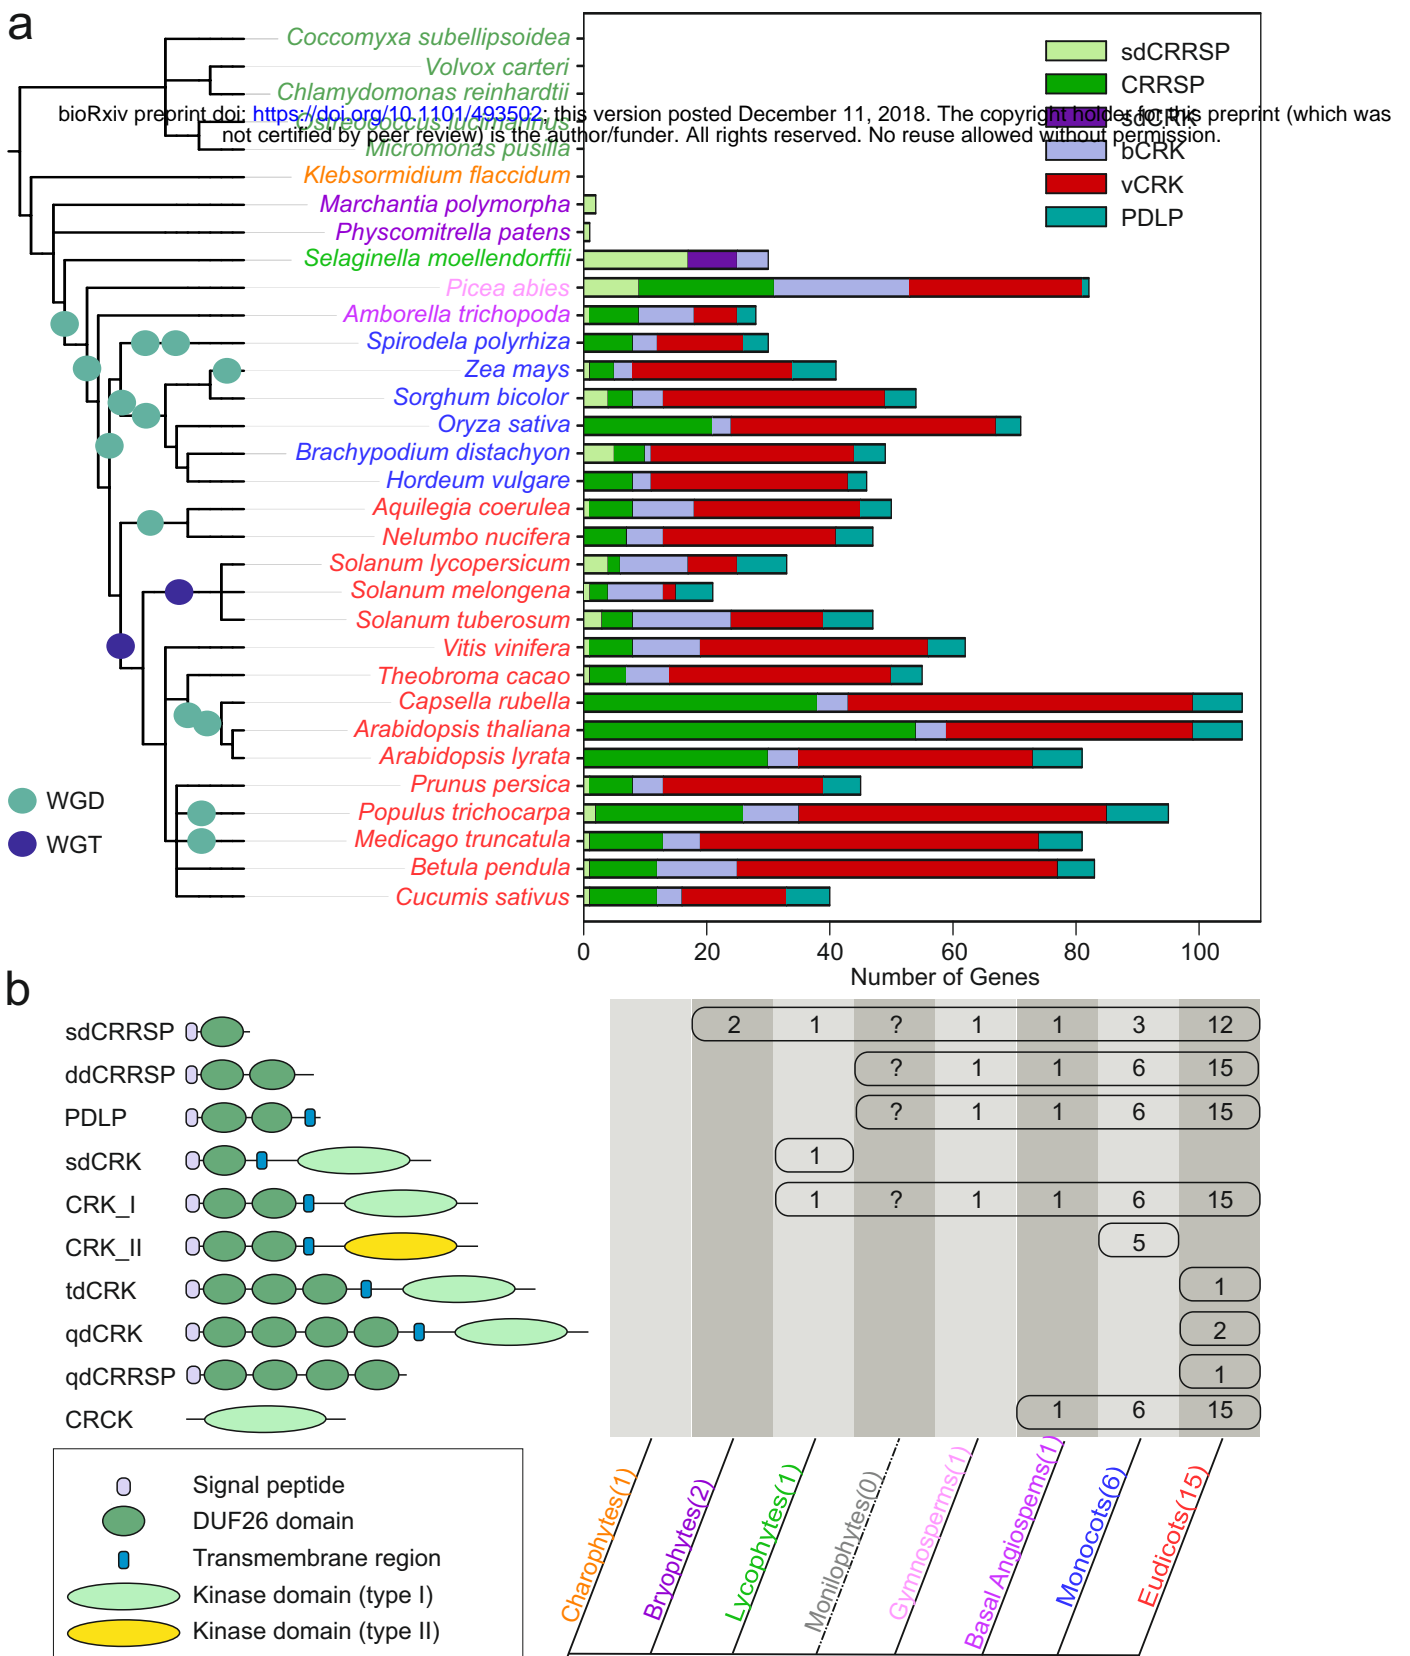 a
Coccomyxa subellipsoidea
Volvox carteri
Chlamydomonas reinhardtii
bioRxiv preprint doi: https://doi.org/10.1101/493502; this version posted December 11, 2018. The copyright holder for this preprint (which was
Ostreococcus lucimarinus
not certified by peer review) is the author/funder. All rights reserved. No reuse allowed without permission.
Micromonas pusilla
Klebsormidium flaccidum
Marchantia polymorpha
Physcomitrella patens
Selaginella moellendorffii
Picea abies
Amborella trichopoda
Spirodela polyrhiza
Zea mays
Sorghum bicolor
Oryza sativa
Brachypodium distachyon
Hordeum vulgare
Aquilegia coerulea
Nelumbo nucifera
Solanum lycopersicum
Solanum melongena
Solanum tuberosum
Vitis vinifera
Theobroma cacao
Capsella rubella
Arabidopsis thaliana
Arabidopsis lyrata
Prunus persica
Populus trichocarpa
Medicago truncatula
Betula pendula
Cucumis sativus
sdCRRSP
CRRSP
sdCRK
bCRK
vCRK
PDLP
WGD
WGT
0 20 40 60 80 100
Number of Genes
b
sdCRRSP 2 1 ? 1 1 3 12
ddCRRSP ? 1 1 6 15
PDLP ? 1 1 6 15
sdCRK 1
CRK_I 1 ? 1 1 6 15
CRK_II 5
tdCRK 1
qdCRK 2
qdCRRSP 1
CRCK 1 6 15
Signal peptide
DUF26 domain
Transmembrane region
Kinase domain (type I)
Kinase domain (type II)
Charophytes(1)
Bryophytes(2)
Lycophytes(1)
Monilophytes(0)
Gymnosperms(1)
Basal Angiospems(1)
Monocots(6)
Eudicots(15)